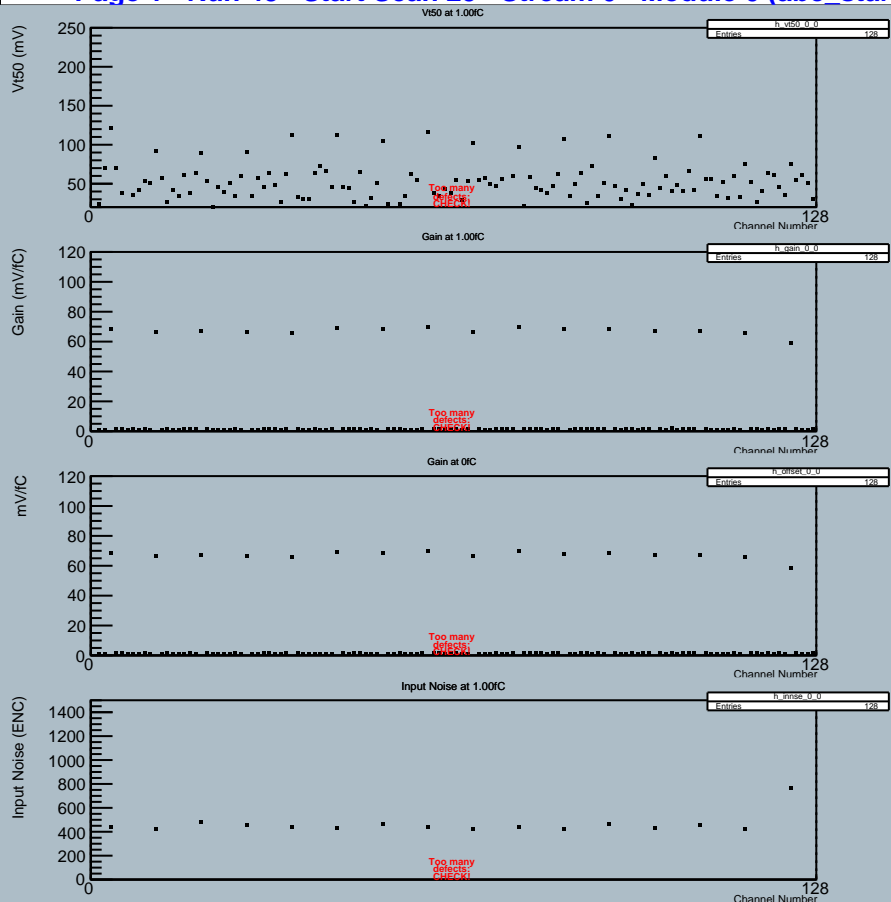 Vt50 at 1.00fC
h_vt50_0_0
Entries 128
Vt50 (mV)
250
200
150
100
50
Too many
defects:
CHECK!
0
128
Channel Number
Gain at 1.00fC
h_gain_0_0
Entries 128
Gain (mV/fC)
120
100
80
60
40
20
0
Too many
defects:
CHECK!
0
128
Channel Number
Gain at 0fC
h_offset_0_0
Entries 128
mV/fC
120
100
80
60
40
20
0
Too many
defects:
CHECK!
0
128
Channel Number
Input Noise at 1.00fC
h_innse_0_0
Entries 128
Input Noise (ENC)
1400
1200
1000
800
600
400
200
0
Too many
defects:
CHECK!
0
128
Channel Number